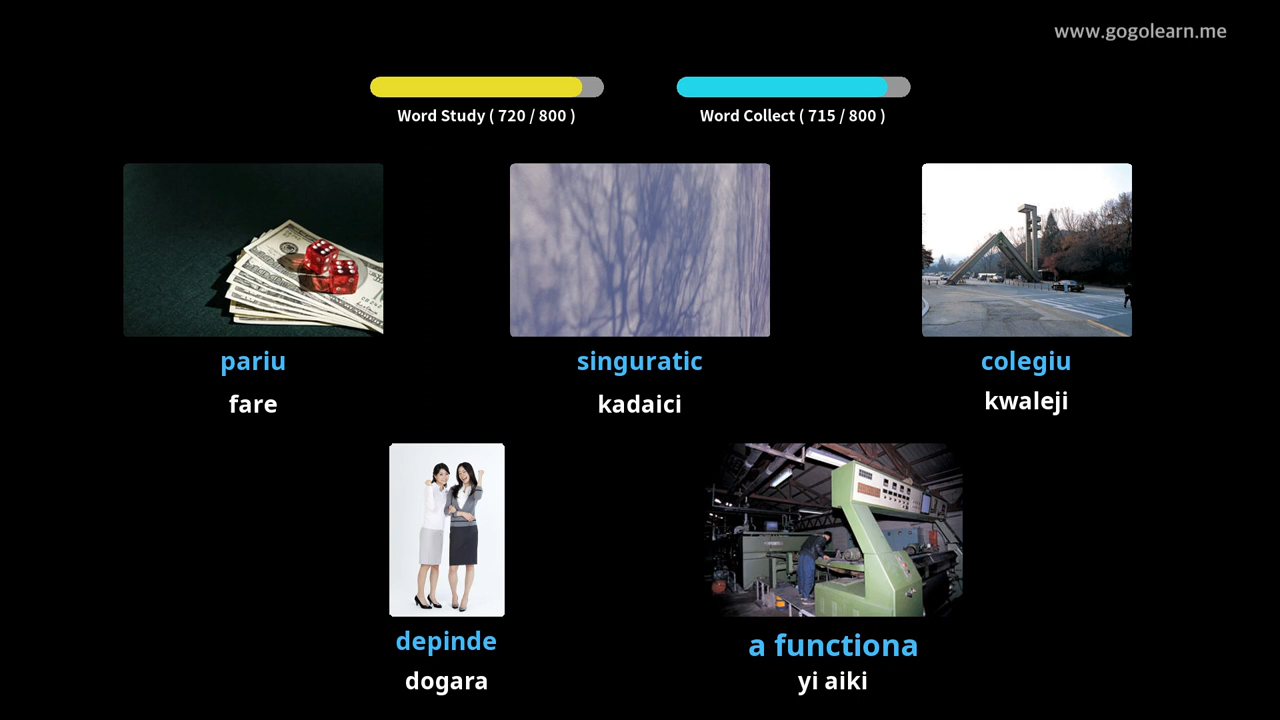 www.gogolearn.me
Word Study ( 720 / 800 )
Word Collect ( 715 / 800 )
pariu
singuratic
colegiu
fare
kadaici
kwaleji
depinde
a functiona
dogara
yi aiki